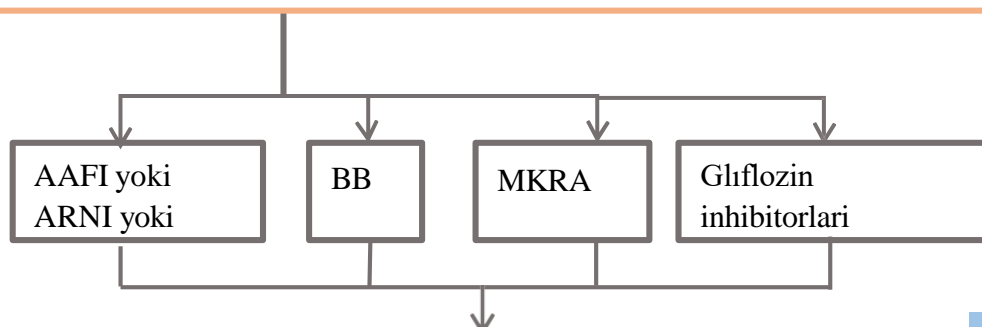 AAFI yoki
ARNI yoki
BB
MKRA
Glıflozin
inhibitorlari